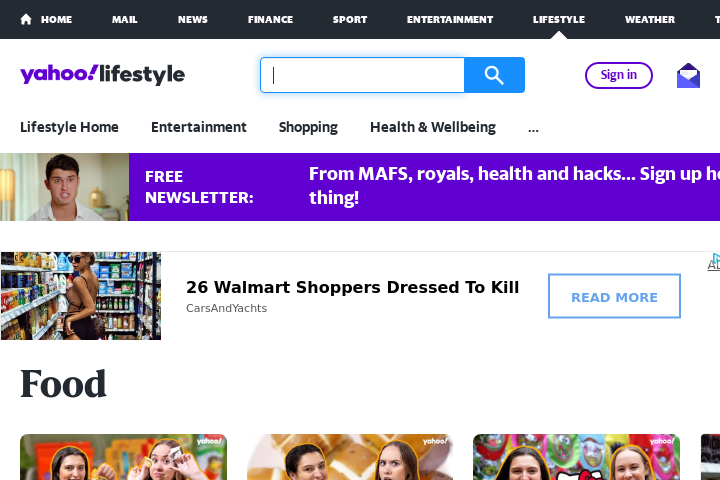 HOME MAIL NEWS FINANCE SPORT ENTERTAINMENT LIFESTYLE WEATHER
yahoo!lifestyle
Sign in
Lifestyle Home Entertainment Shopping Health & Wellbeing ...
FREE
NEWSLETTER:
From MAFS, royals, health and hacks... Sign up
thing!
26 Walmart Shoppers Dressed To Kill
CarsAndYachts
READ MORE
Food
yahoo! yahoo! yahoo!